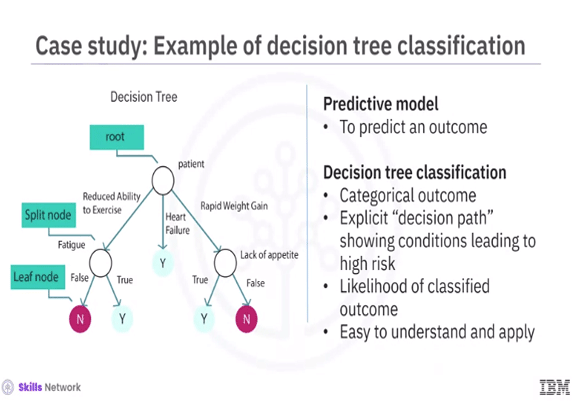 Case study: Example of decision tree classification
Decision Tree
root
patient
Reduced Ability
to Exercise
Rapid Weight Gain
Heart
Failure
Split node
Fatigue
Lack of appetite
Leaf node
False
True
True
False
N
Y
Y
Y
N
Predictive model
• To predict an outcome
Decision tree classification
• Categorical outcome
• Explicit “decision path”
showing conditions leading to
high risk
• Likelihood of classified
outcome
• Easy to understand and apply
Skills Network
IBM